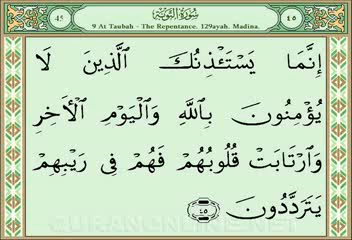 45 سورة التوبة ٤٥
9 At Taubah - The Repentance. 129ayah. Madina.
إِنَّمَا يَسْتَـْٔذِنُكَ ٱلَّذِينَ لَا
يُؤْمِنُونَ بِٱللَّهِ وَٱلْيَوْمِ ٱلْـَٔاخِرِ
وَٱرْتَابَتْ قُلُوبُهُمْ فَهُمْ فِى رَيْبِهِمْ
يَتَرَدَّدُونَ ٤٥
QURANONLINE.NET